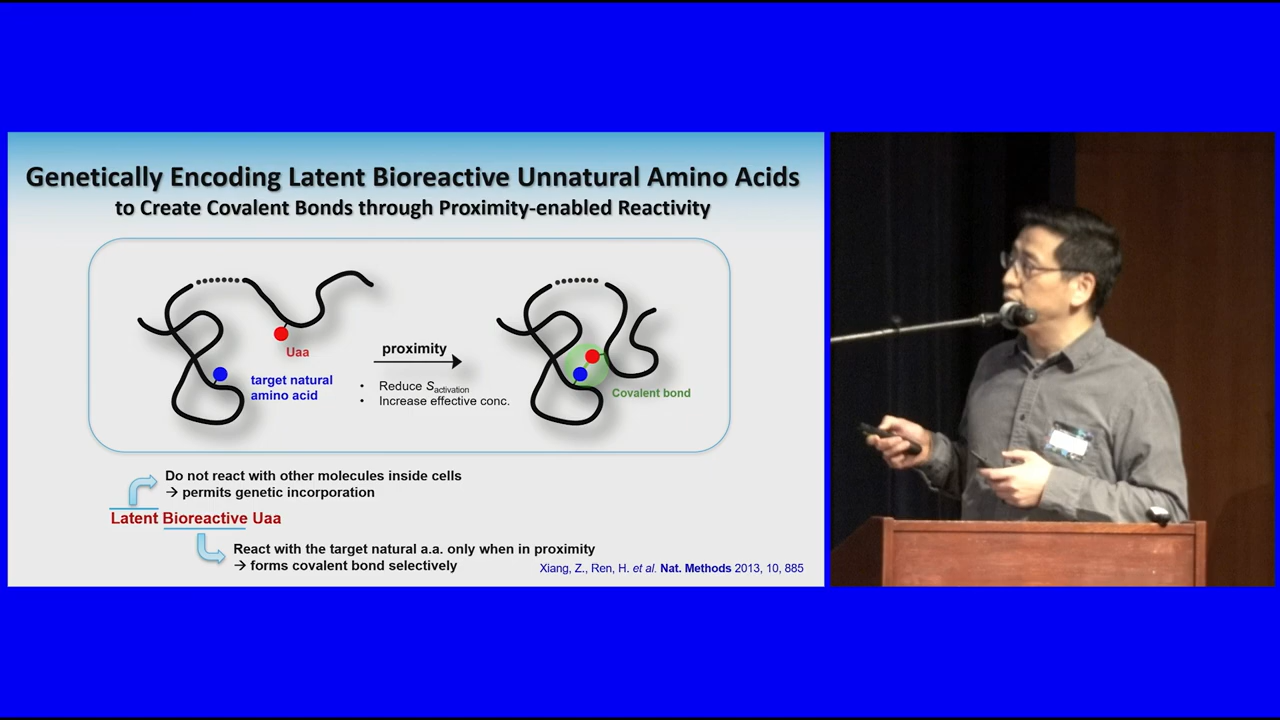 Genetically Encoding Latent Bioreactive Unnatural Amino Acids
to Create Covalent Bonds through Proximity-enabled Reactivity
Uaa
target natural
amino acid
proximity
• Reduce Sactivation
• Increase effective conc.
Covalent bond
Do not react with other molecules inside cells
→ permits genetic incorporation
Latent Bioreactive Uaa
React with the target natural a.a. only when in proximity
→ forms covalent bond selectively
Xiang, Z., Ren, H. et al. Nat. Methods 2013, 10, 885